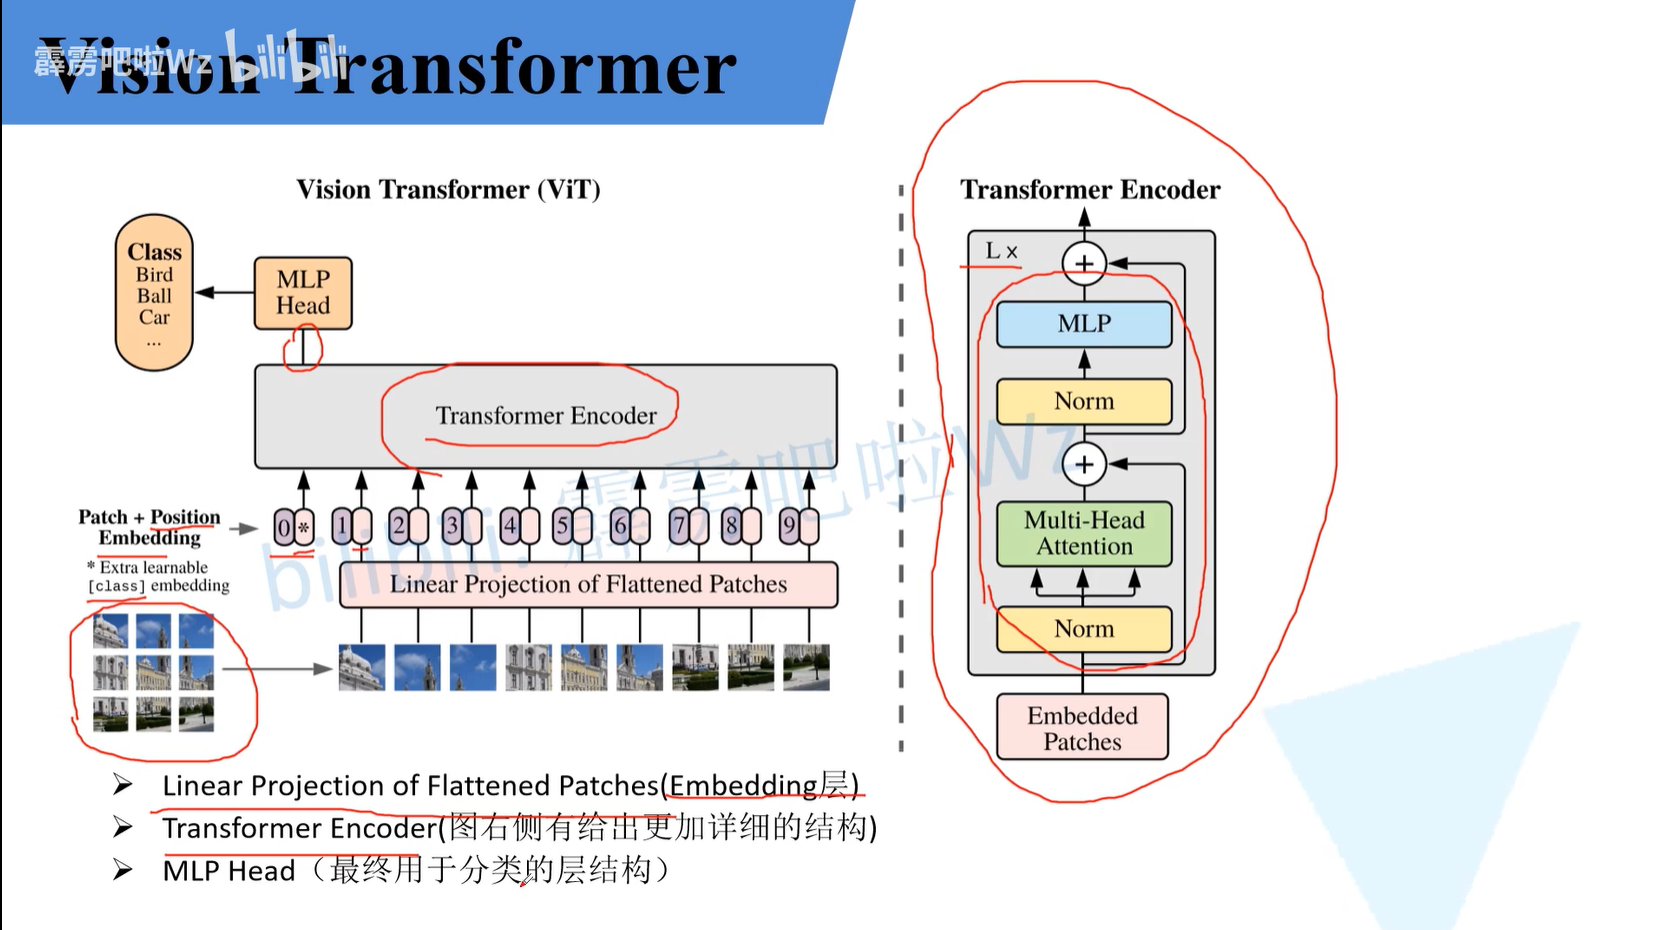 Vision Transformer
霹雳吧啦Wz bilibili
Vision Transformer (ViT)
Class
Bird
Ball
Car
...
MLP
Head
Transformer Encoder
Patch + Position
Embedding
* Extra learnable
[class] embedding
0 * 1 2 3 4 5 6 7 8 9
Linear Projection of Flattened Patches
Transformer Encoder
L ×
+
MLP
Norm
+
Multi-Head
Attention
Norm
Embedded
Patches
bilibili: 霹雳吧啦Wz
➢ Linear Projection of Flattened Patches(Embedding层)
➢ Transformer Encoder(图右侧有给出更加详细的结构)
➢ MLP Head（最终用于分类的层结构）